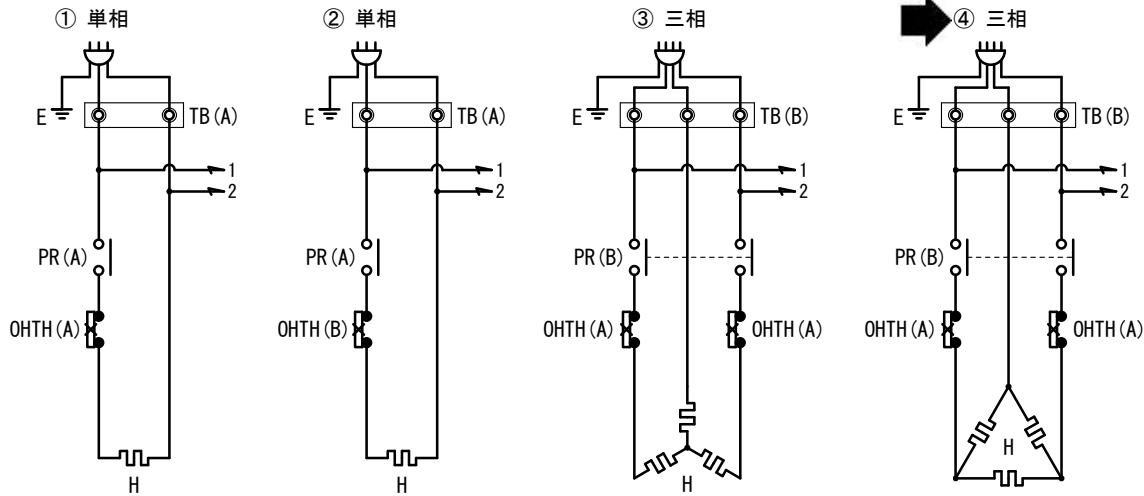 ① 単相
② 単相
③ 三相
④ 三相
E
TB(A)
E
TB(A)
E
TB(B)
E
TB(B)
1
2
1
2
1
2
1
2
PR(A)
PR(A)
PR(B)
PR(B)
OHTH(A)
OHTH(B)
OHTH(A)
OHTH(A)
OHTH(A)
OHTH(A)
H
H
H
H